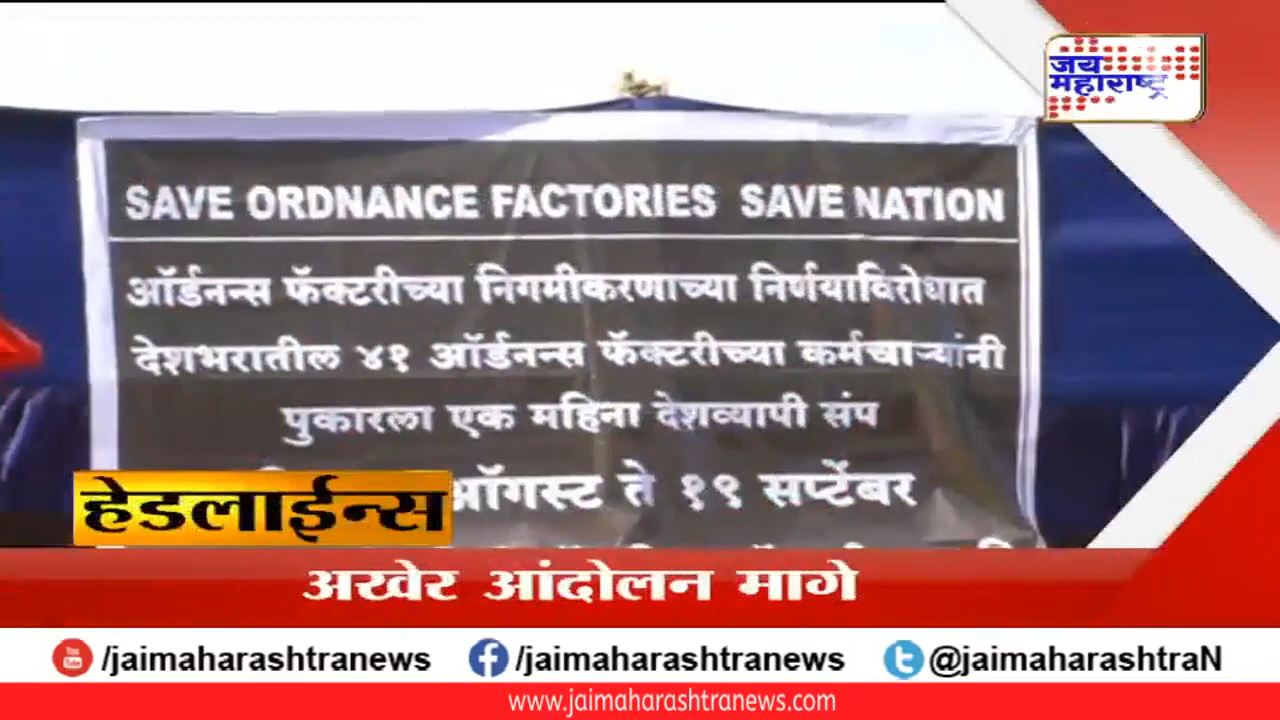 जय
महाराष्ट्र
SAVE ORDNANCE FACTORIES SAVE NATION
ऑर्डनन्स फॅक्टरीच्या निगमीकरणाच्या निर्णयाविरोधात
देशभरातील ४१ ऑर्डनन्स फॅक्टरीच्या कर्मचाऱ्यांनी
पुकारला एक महिना देशव्यापी संप
ऑगस्ट ते १९ सप्टेंबर
हेडलाईन्स
अखेर आंदोलन मागे
/jaimaharashtranews /jaimaharashtranews @jaimaharashtraN
www.jaimaharashtranews.com